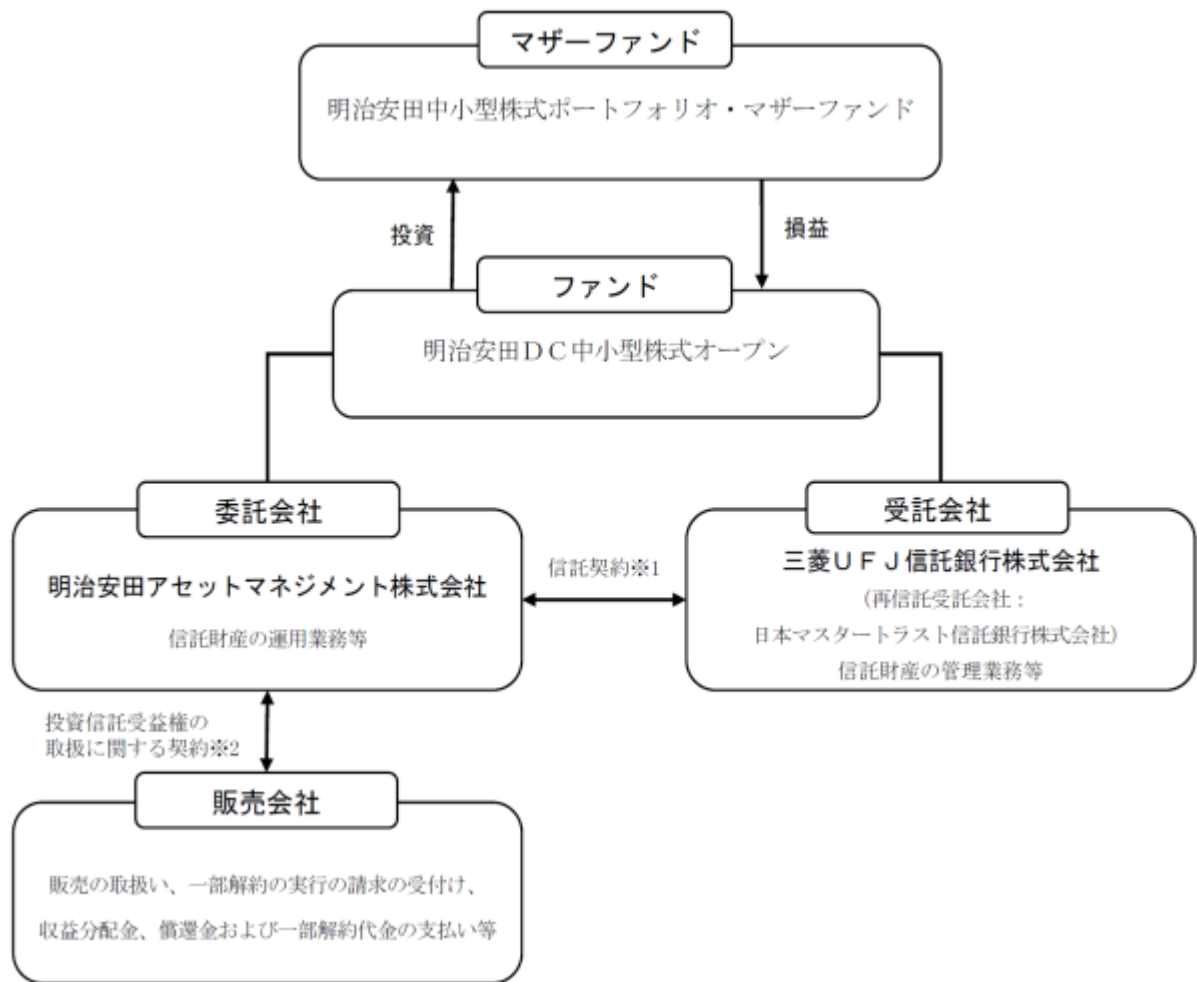 マザーファンド
明治安田中小型株式ポートフォリオ・マザーファンド
投資
損益
ファンド
明治安田ＤＣ中小型株式オープン
委託会社
明治安田アセットマネジメント株式会社
信託財産の運用業務等
信託契約※1
受託会社
三菱ＵＦＪ信託銀行株式会社
（再信託受託会社：
日本マスタートラスト信託銀行株式会社）
信託財産の管理業務等
投資信託受益権の
取扱に関する契約※2
販売会社
販売の取扱い、一部解約の実行の請求の受付け、
収益分配金、償還金および一部解約代金の支払い等